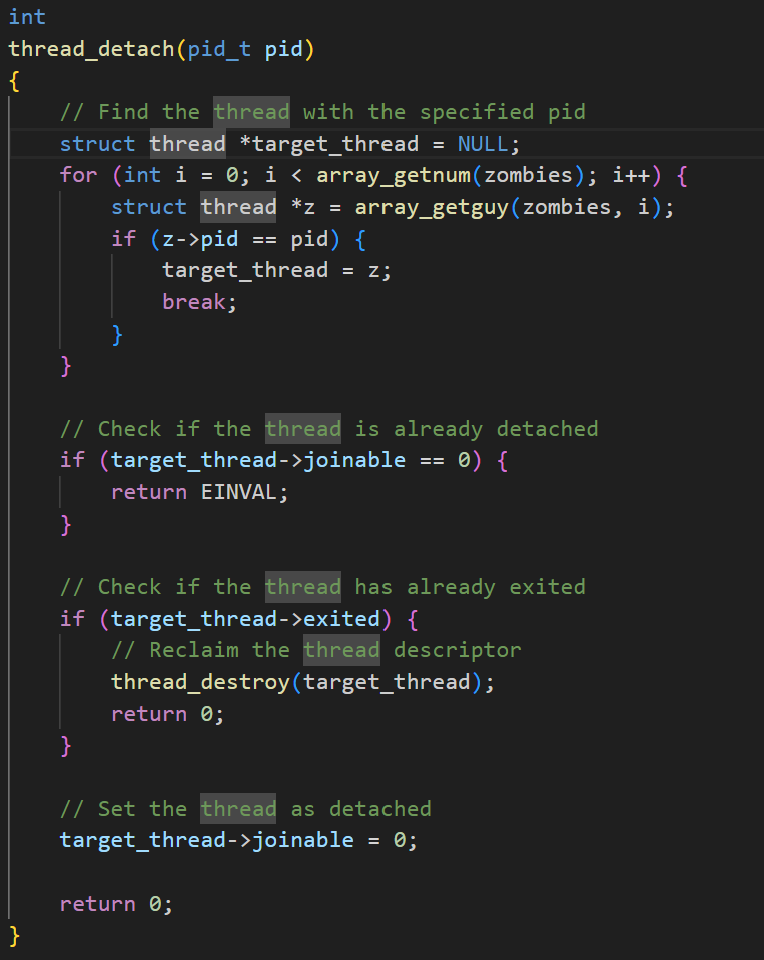 int
thread_detach(pid_t pid)
{
    // Find the thread with the specified pid
    struct thread *target_thread = NULL;
    for (int i = 0; i < array_getnum(zombies); i++) {
        struct thread *z = array_getguy(zombies, i);
        if (z->pid == pid) {
            target_thread = z;
            break;
        }
    }

    // Check if the thread is already detached
    if (target_thread->joinable == 0) {
        return EINVAL;
    }

    // Check if the thread has already exited
    if (target_thread->exited) {
        // Reclaim the thread descriptor
        thread_destroy(target_thread);
        return 0;
    }

    // Set the thread as detached
    target_thread->joinable = 0;

    return 0;
}